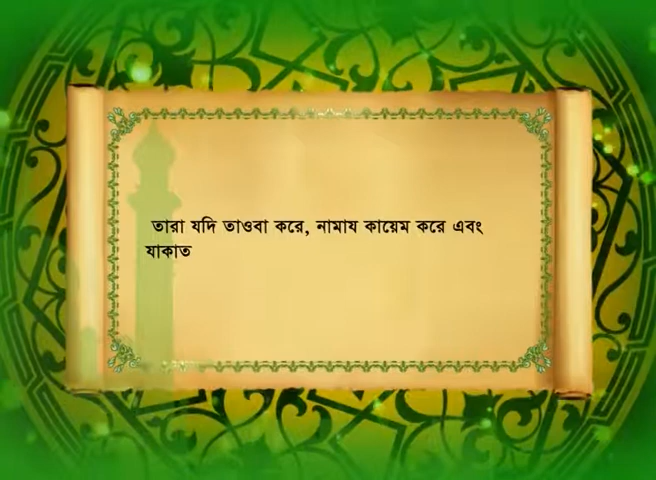 তারা যদি তাওবা করে, নামায কায়েম করে এবং
যাকাত